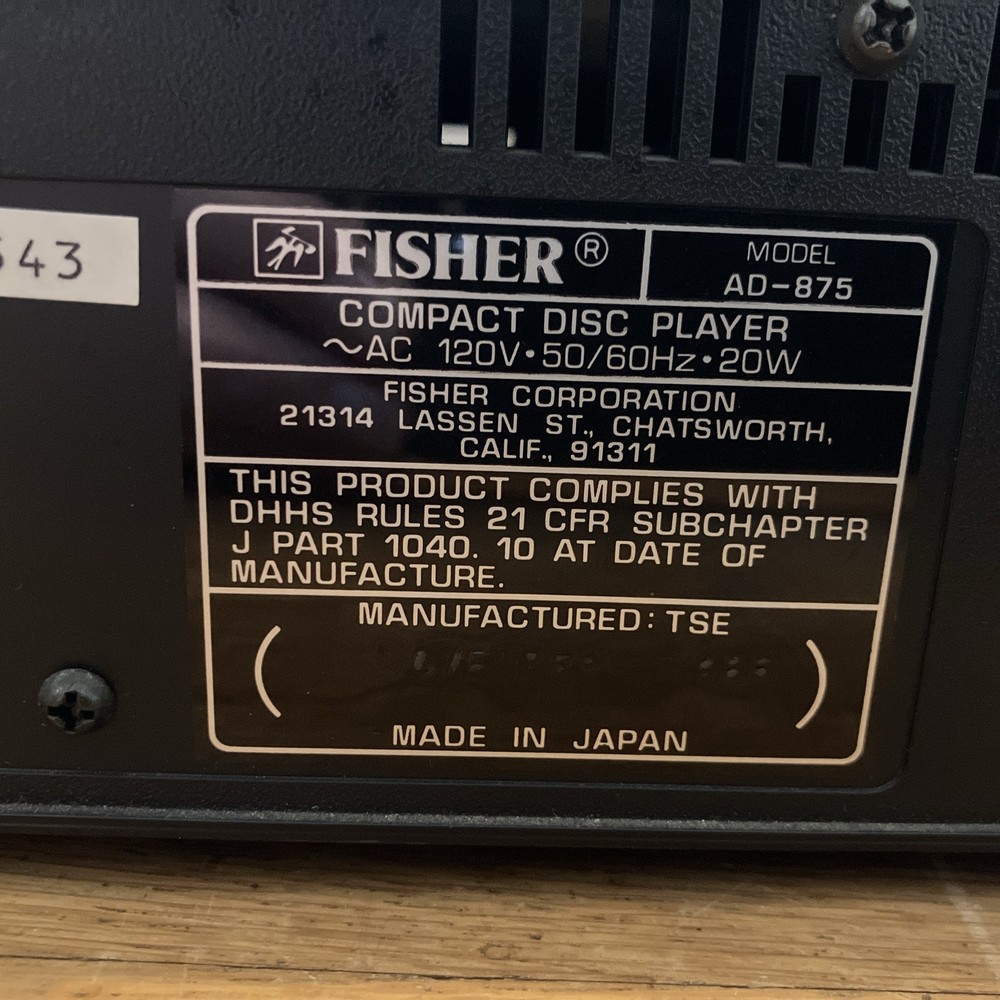 643
FISHER®
MODEL
AD-875
COMPACT DISC PLAYER
~AC 120V•50/60Hz•20W
FISHER CORPORATION
21314 LASSEN ST., CHATSWORTH,
CALIF., 91311
THIS PRODUCT COMPLIES WITH
DHHS RULES 21 CFR SUBCHAPTER
J PART 1040. 10 AT DATE OF
MANUFACTURE.
MANUFACTURED: TSE
MADE IN JAPAN